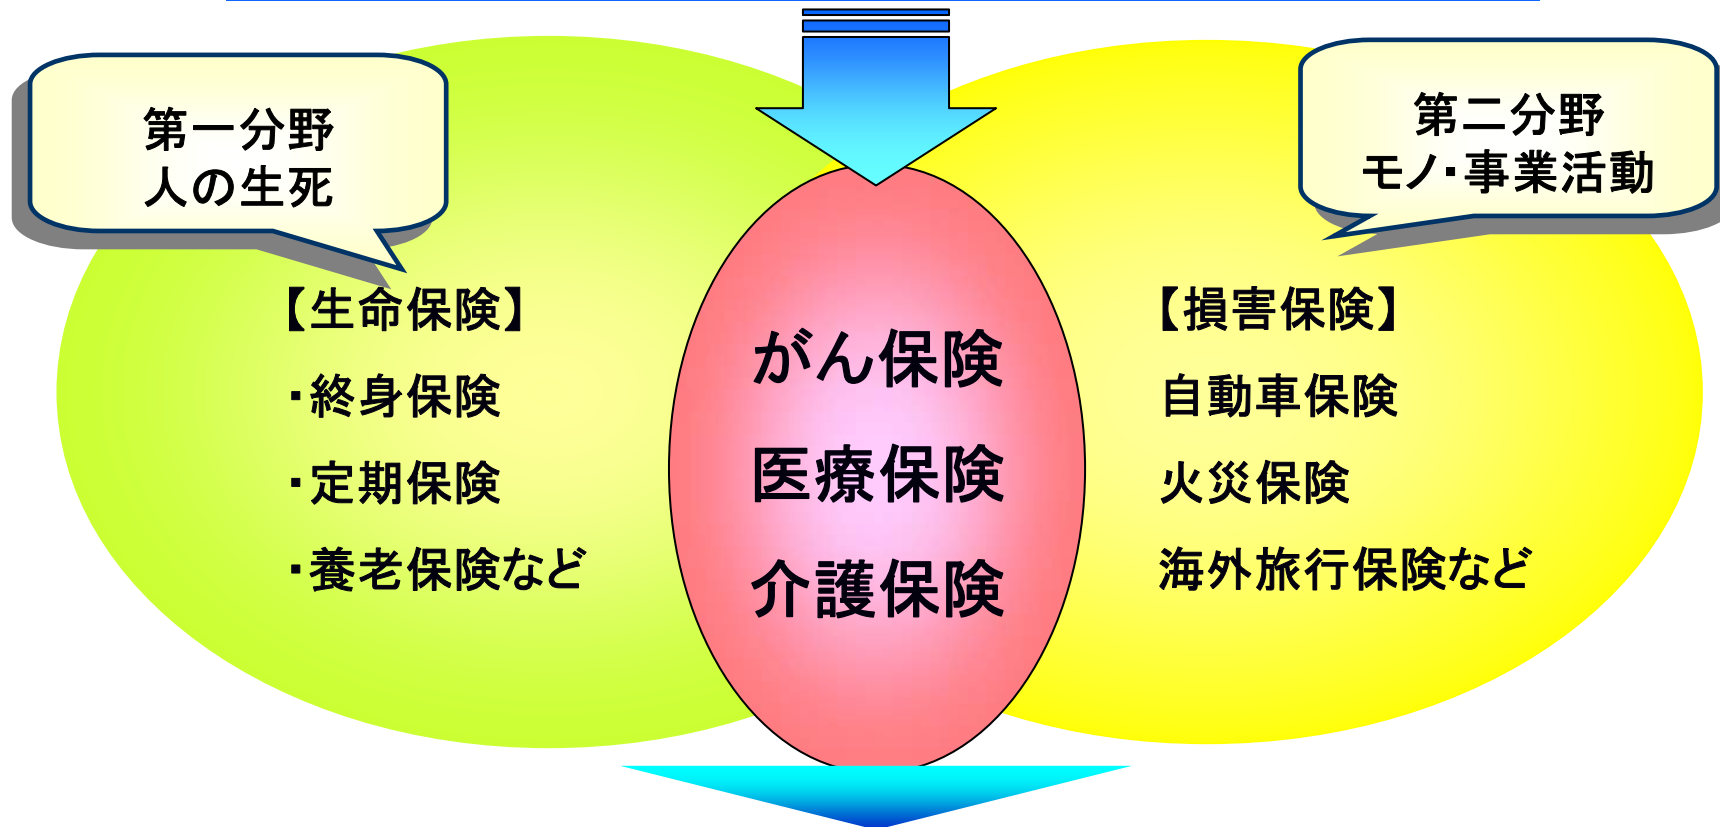 第一分野
人の生死
第二分野
モノ・事業活動
【生命保険】
・終身保険
・定期保険
・養老保険など
がん保険
医療保険
介護保険
【損害保険】
自動車保険
火災保険
海外旅行保険など